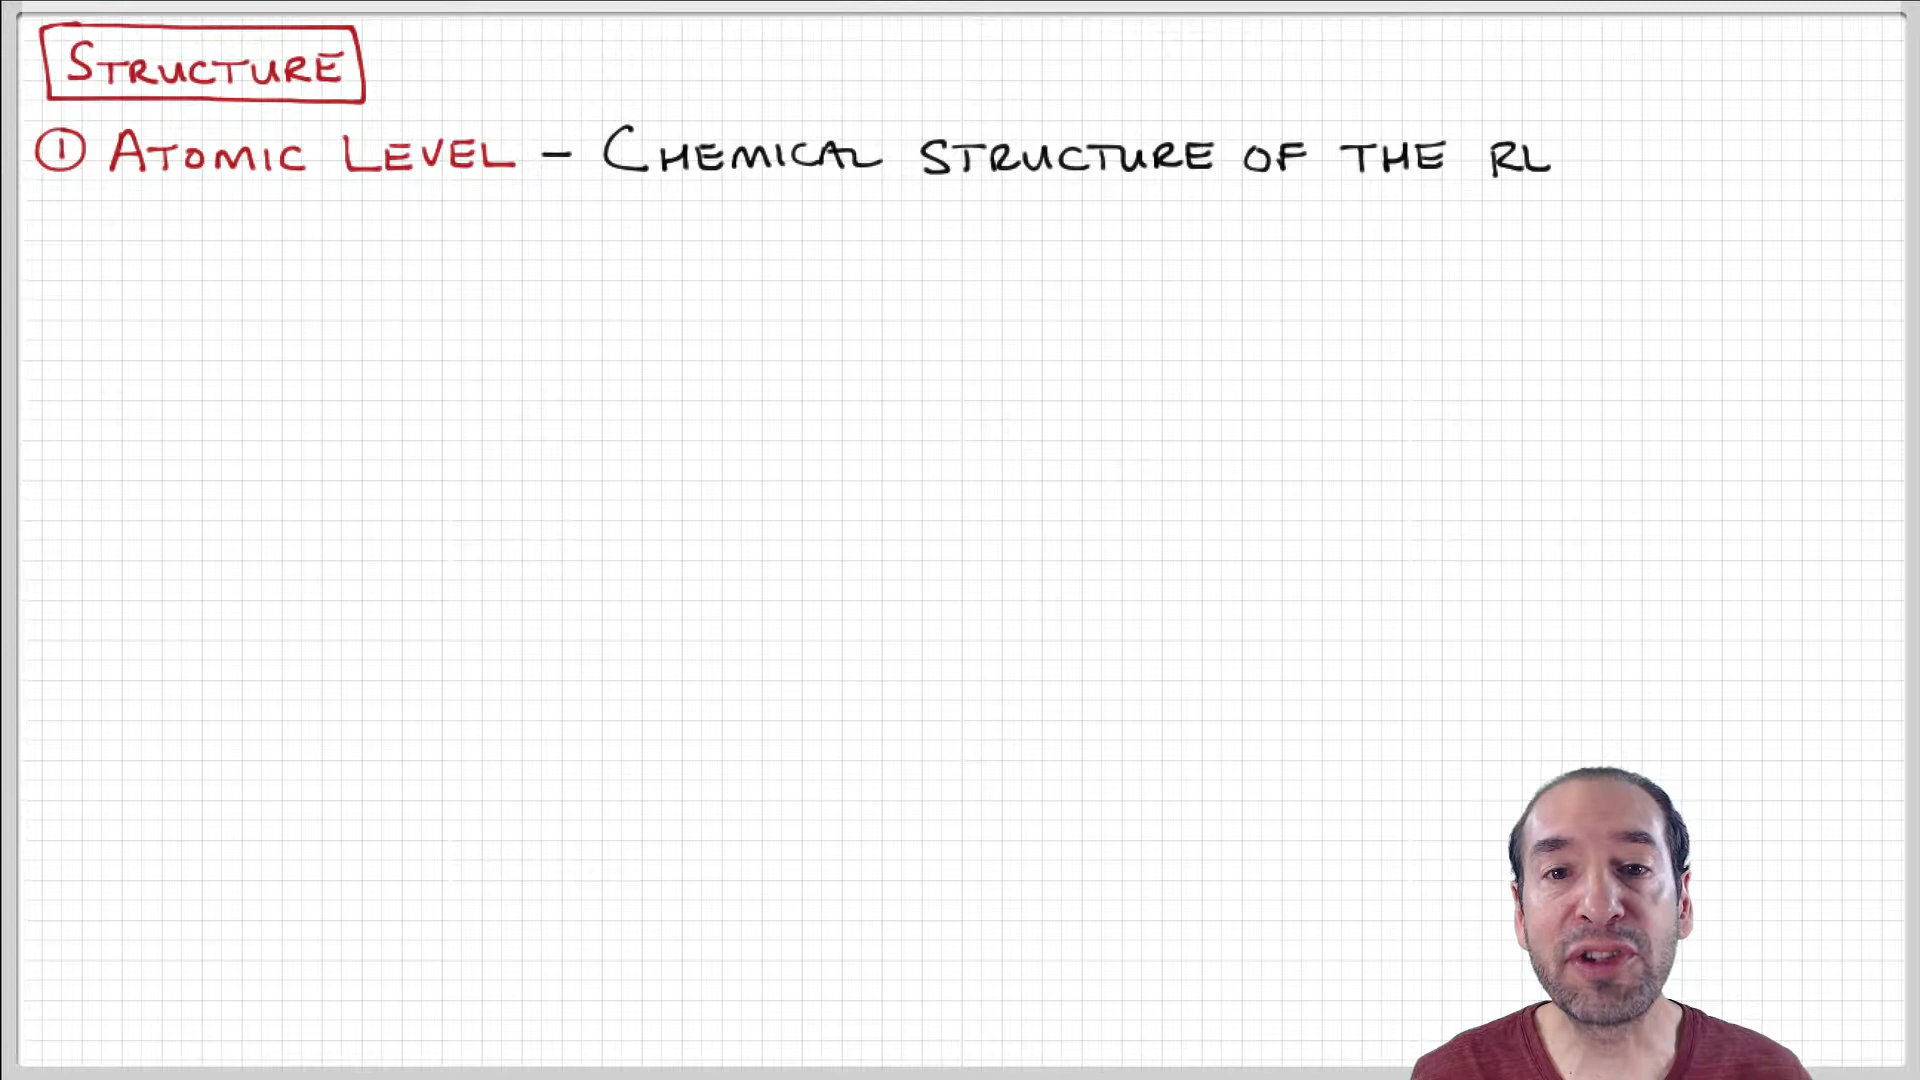 STRUCTURE
① ATOMIC LEVEL – CHEMICAL STRUCTURE OF THE RL